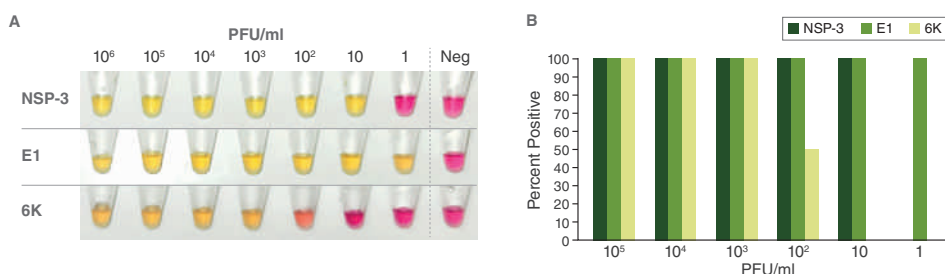 A
PFU/ml
10⁶ 10⁵ 10⁴ 10³ 10² 10 1 Neg
NSP-3
E1
6K
B
NSP-3 E1 6K
Percent Positive
100
90
80
70
60
50
40
30
20
10
0
10⁵ 10⁴ 10³ 10² 10 1
PFU/ml